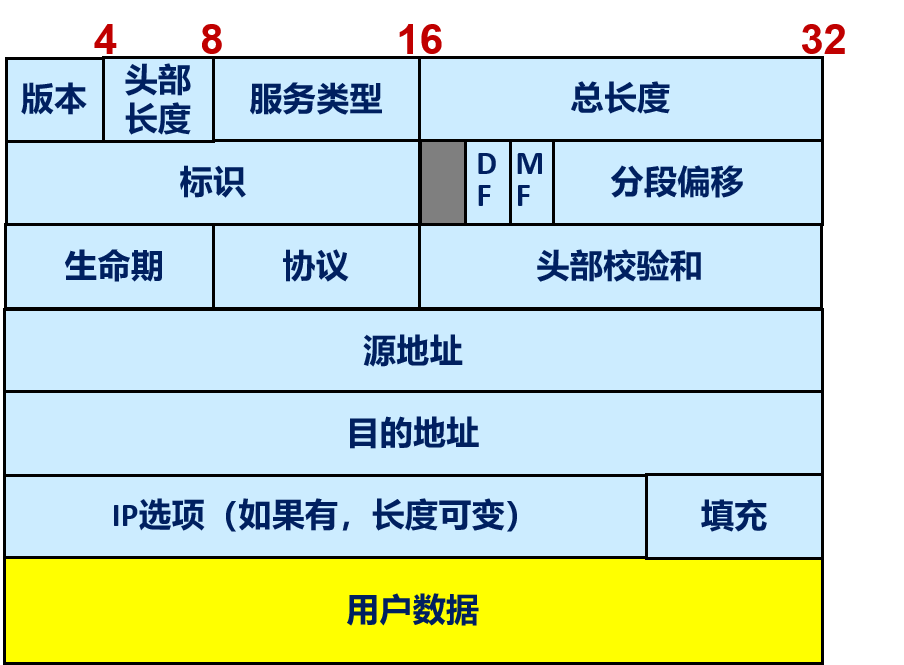 4 8 16 32
版本 头部 服务类型 总长度
长度
标识 D M 分段偏移
F F
生命期 协议 头部校验和
源地址
目的地址
IP选项（如果有，长度可变） 填充
用户数据